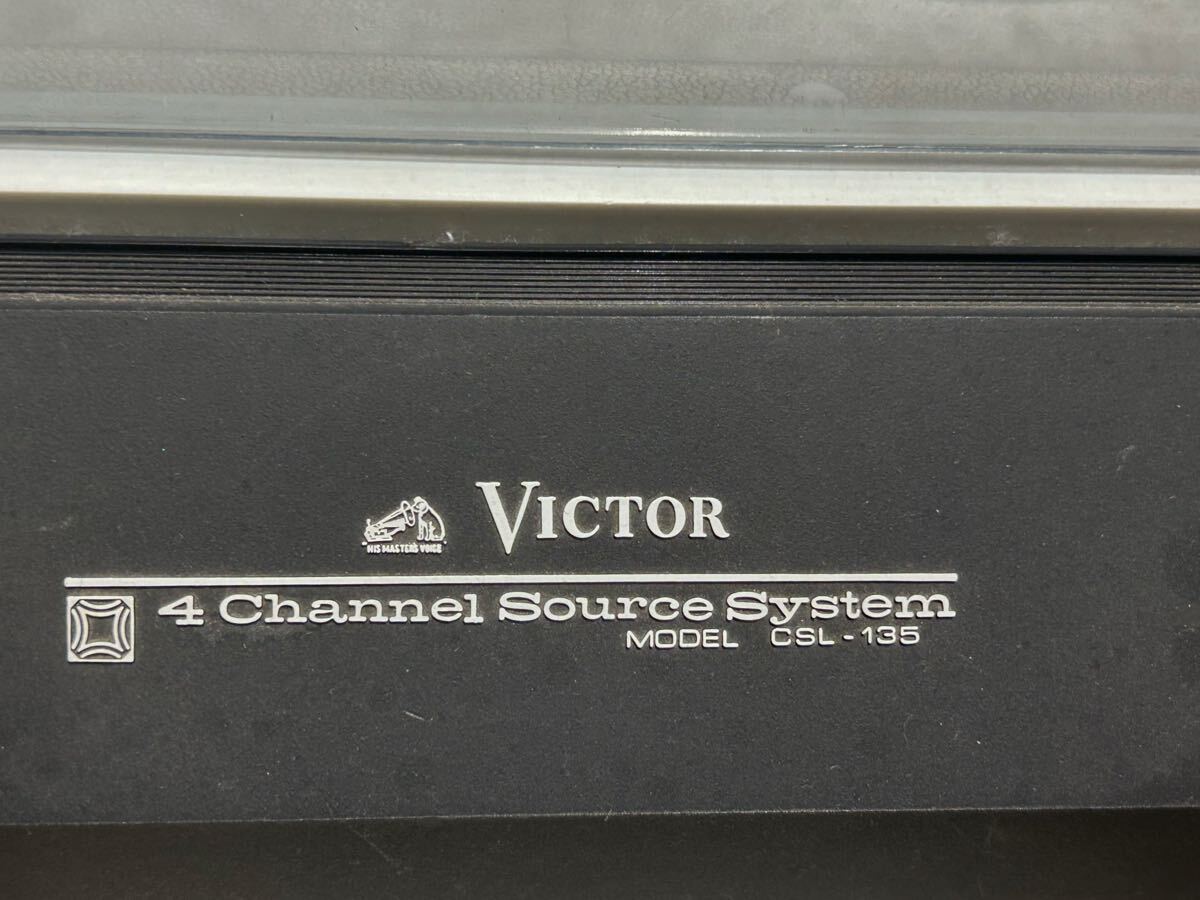 VICTOR
"HIS MASTER'S VOICE"
4 Channel Source System
MODEL CSL-135